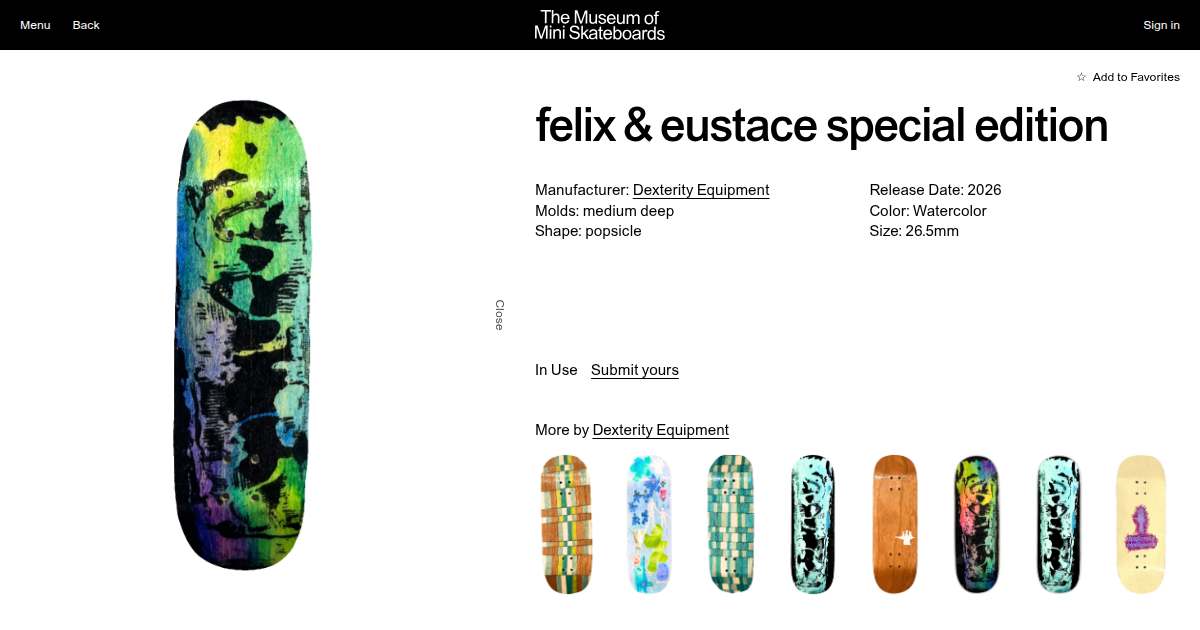 Menu
Back
The Museum of
Mini Skateboards
Sign in
☆ Add to Favorites
felix & eustace special edition
Manufacturer: Dexterity Equipment
Molds: medium deep
Shape: popsicle
Release Date: 2026
Color: Watercolor
Size: 26.5mm
Close
In Use Submit yours
More by Dexterity Equipment